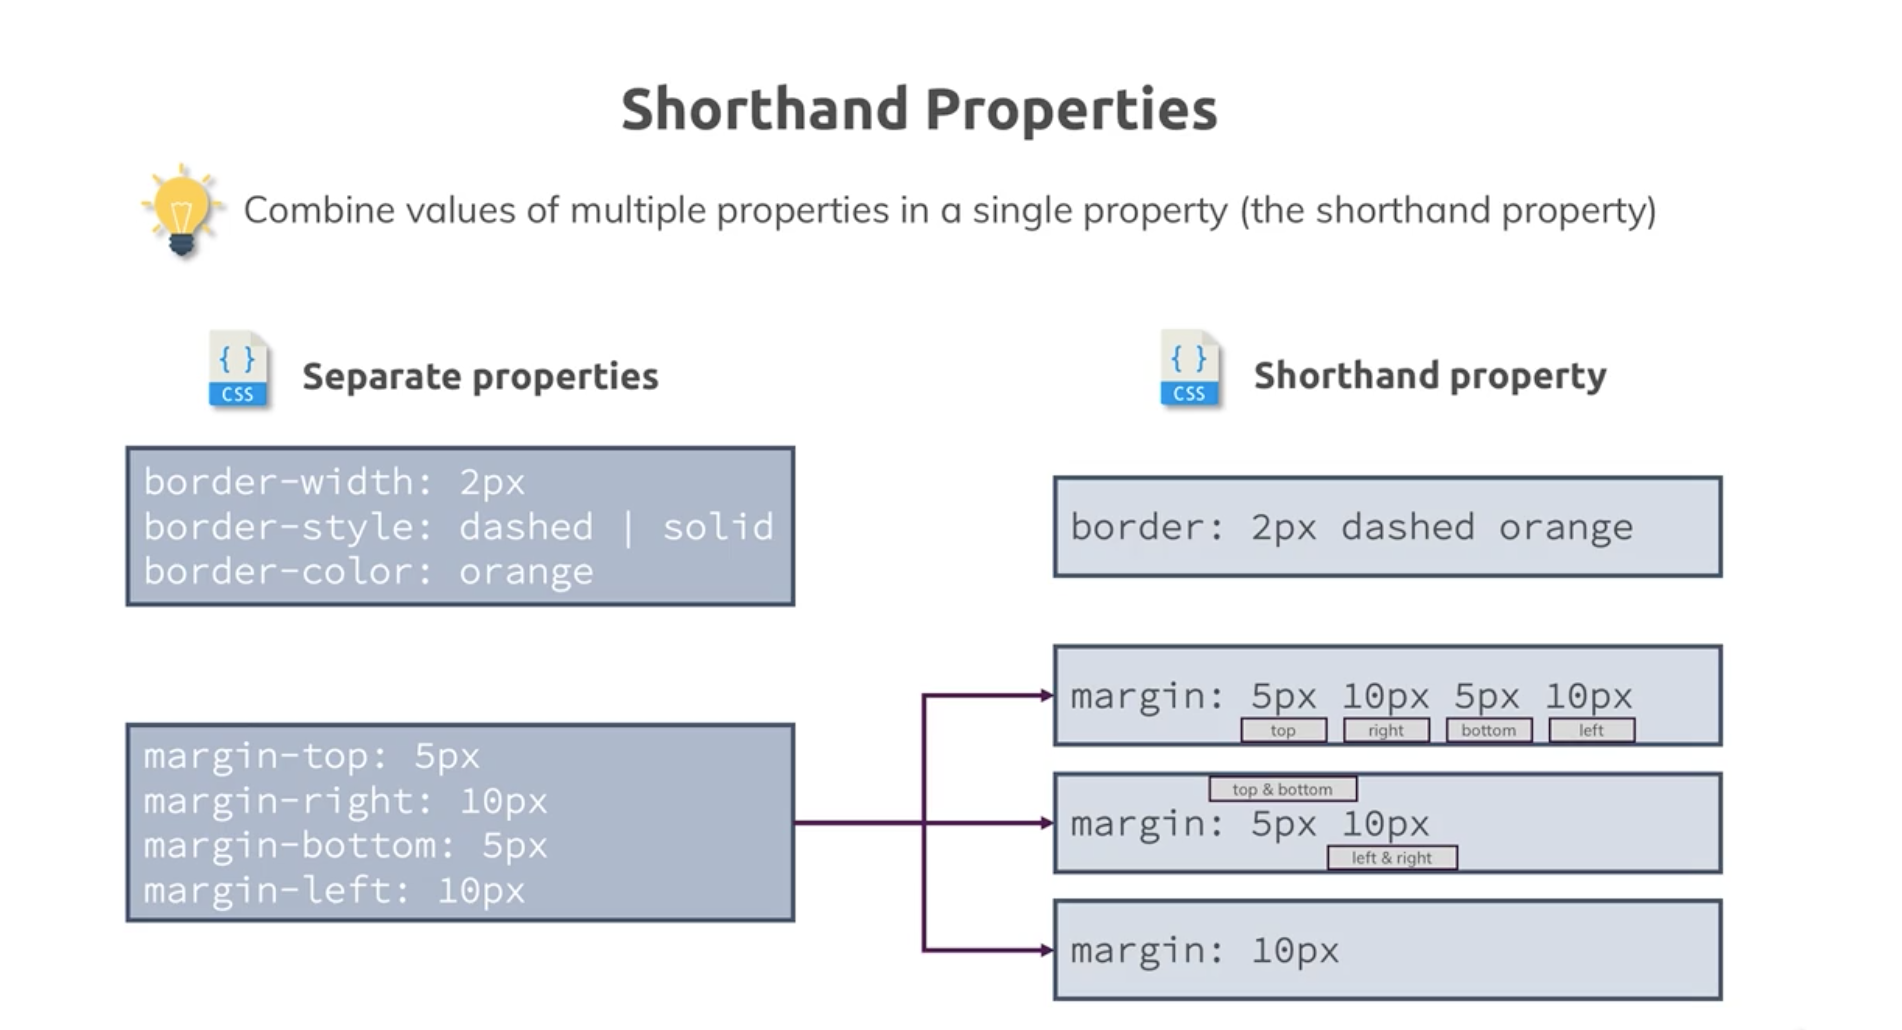 Shorthand Properties
Combine values of multiple properties in a single property (the shorthand property)
{ }
CSS
Separate properties
border-width: 2px
border-style: dashed | solid
border-color: orange
margin-top: 5px
margin-right: 10px
margin-bottom: 5px
margin-left: 10px
{ }
CSS
Shorthand property
border: 2px dashed orange
margin: 5px 10px 5px 10px
top right bottom left
top & bottom
margin: 5px 10px
left & right
margin: 10px